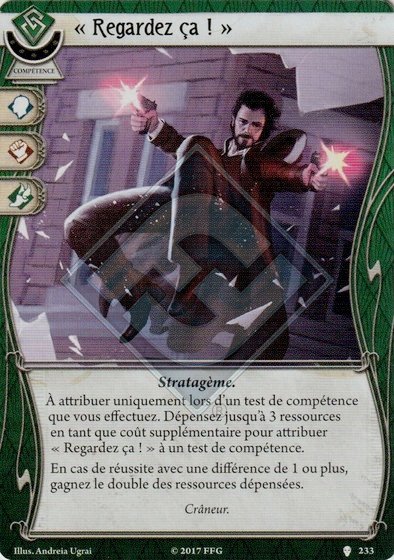 « Regardez ça ! »
COMPÉTENCE
Stratagème.
À attribuer uniquement lors d'un test de compétence
que vous effectuez. Dépensez jusqu'à 3 ressources
en tant que coût supplémentaire pour attribuer
« Regardez ça ! » à un test de compétence.
En cas de réussite avec une différence de 1 ou plus,
gagnez le double des ressources dépensées.
Crâneur.
Illus. Andreia Ugrai
© 2017 FFG
233